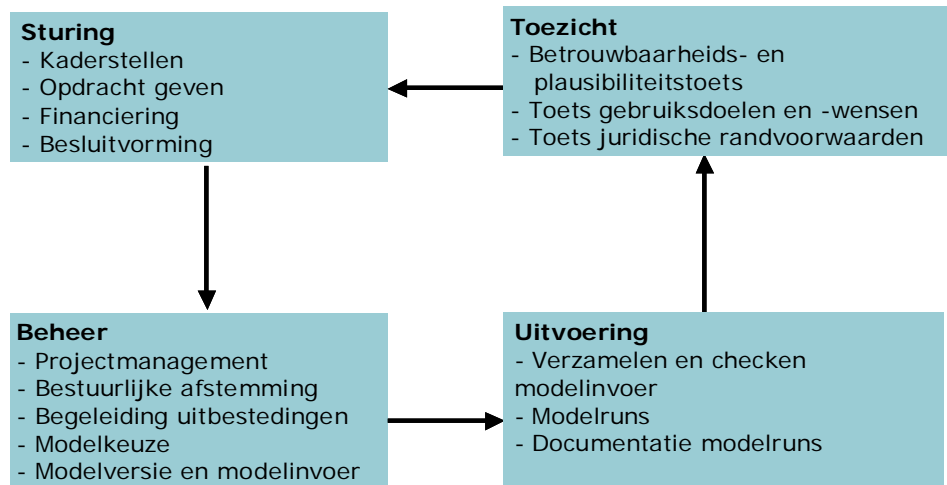 Sturing
- Kaderstellen
- Opdracht geven
- Financiering
- Besluitvorming
Toezicht
- Betrouwbaarheids- en
plausibiliteitstoets
- Toets gebruiksdoelen en -wensen
- Toets juridische randvoorwaarden
Beheer
- Projectmanagement
- Bestuurlijke afstemming
- Begeleiding uitbestedingen
- Modelkeuze
- Modelversie en modelinvoer
Uitvoering
- Verzamelen en checken
modelinvoer
- Modelruns
- Documentatie modelruns